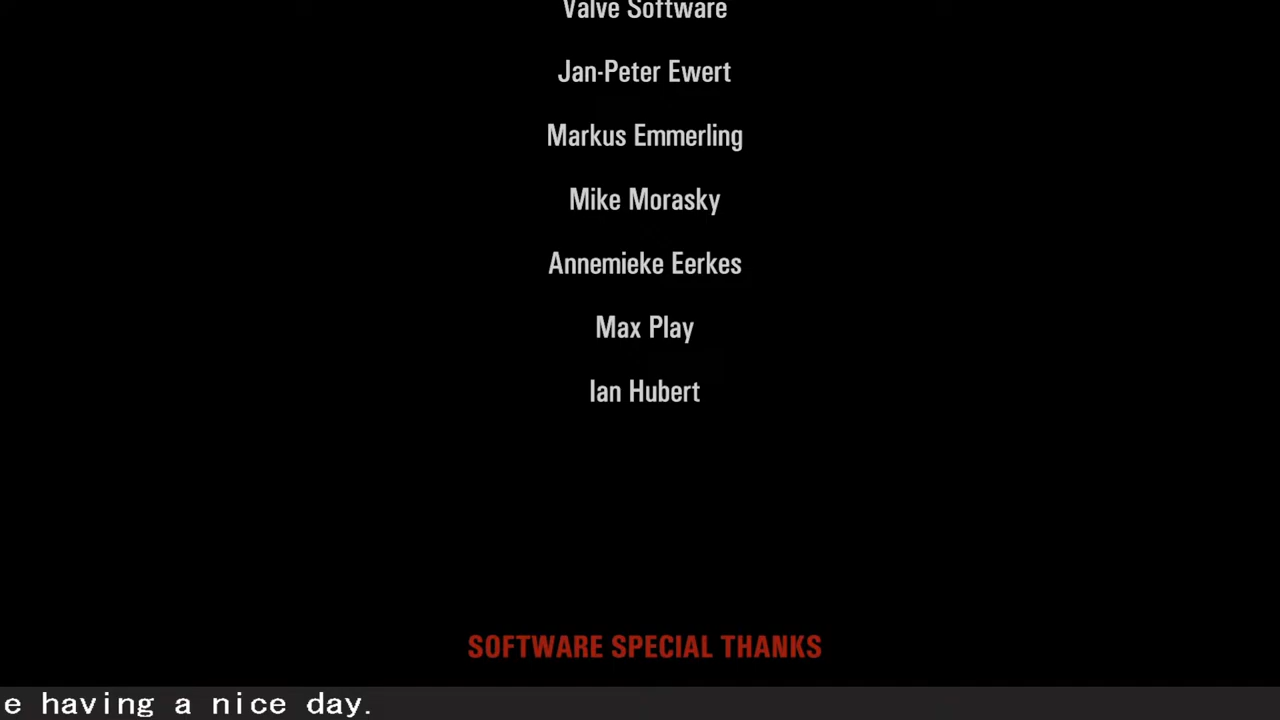 Valve Software
Jan-Peter Ewert
Markus Emmerling
Mike Morasky
Annemieke Eerkes
Max Play
Ian Hubert
SOFTWARE SPECIAL THANKS
e having a nice day.